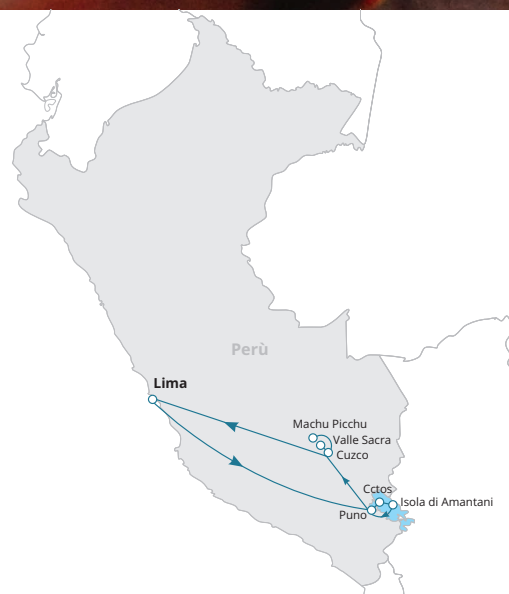 Perù
Lima
Machu Picchu
Valle Sacra
Cuzco
Cctos
Isola di Amantani
Puno